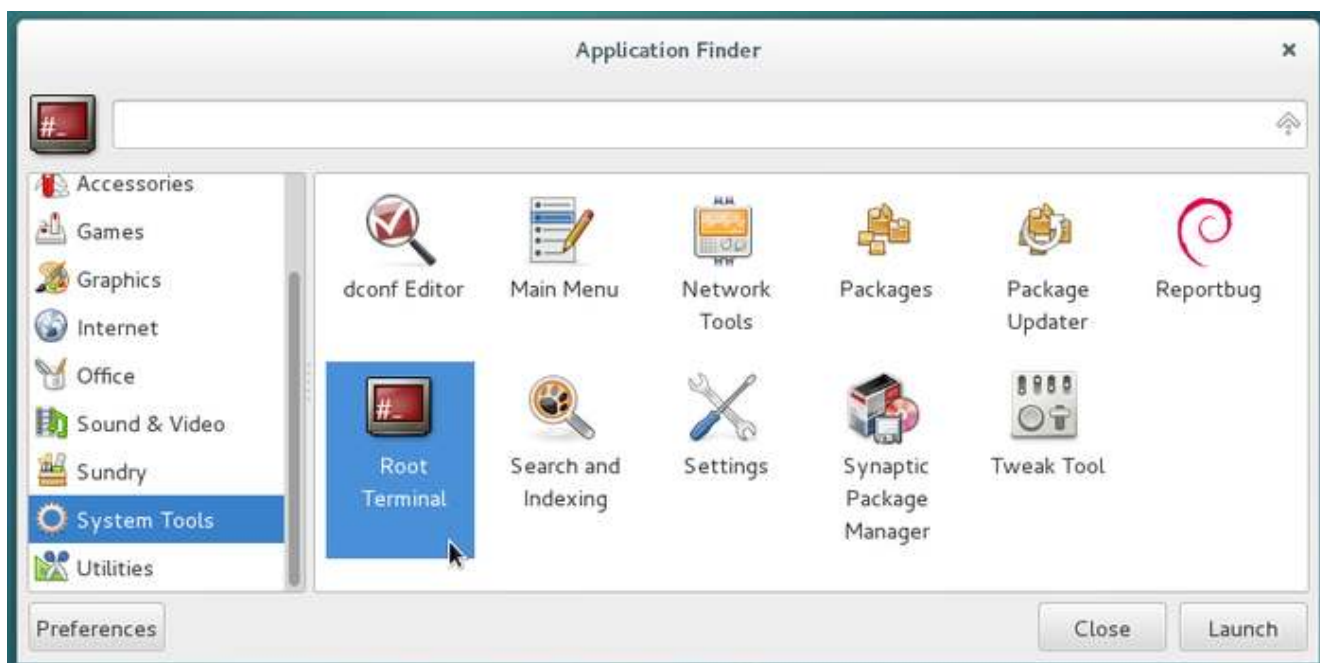 Application Finder
#_
Accessories
Games
Graphics
Internet
Office
Sound & Video
Sundry
System Tools
Utilities
dconf Editor
Main Menu
Network
Tools
Packages
Package
Updater
Reportbug
#_
Root
Terminal
Search and
Indexing
Settings
Synaptic
Package
Manager
Tweak Tool
Preferences
Close
Launch